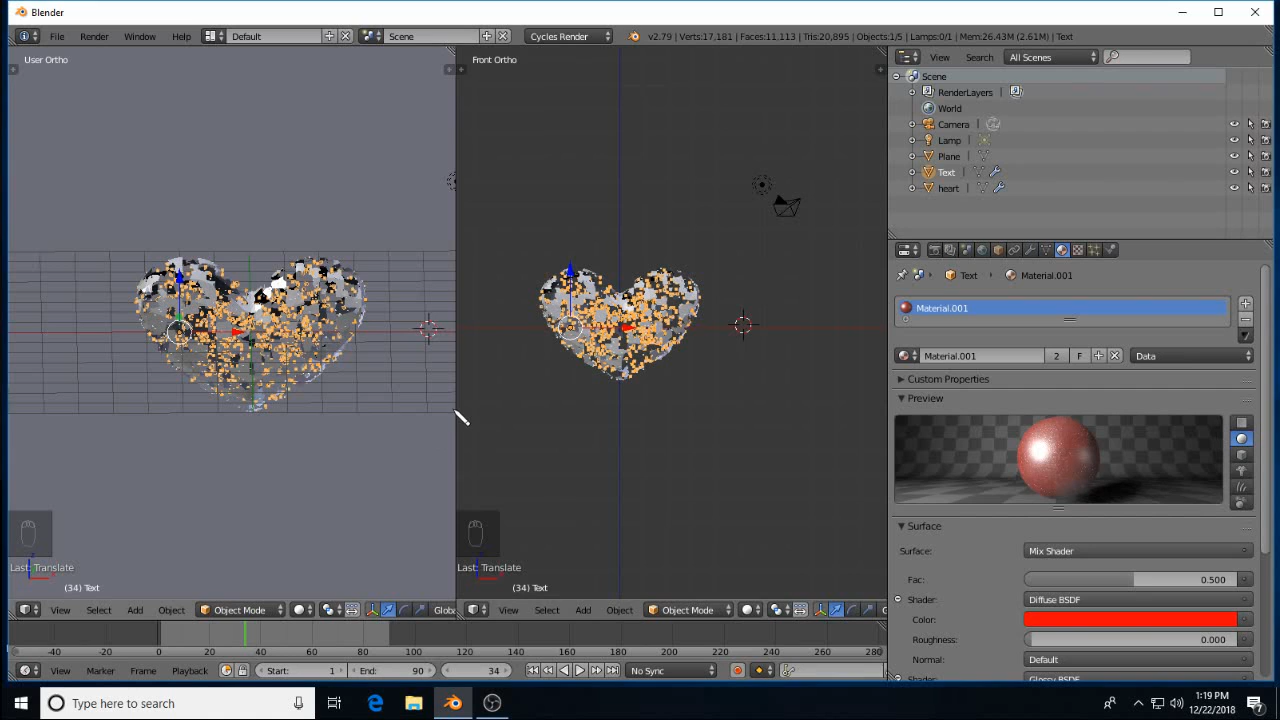 Blender
File Render Window Help Default Scene Cycles Render v2.79 | Verts:17,181 | Faces:11,113 | Tris:20,895 | Objects:1/5 | Lamps:0/1 | Mem:26.43M (2.61M) | Text
User Ortho
Front Ortho
View Search All Scenes
Scene
RenderLayers
World
Camera
Lamp
Plane
Text
heart
Text Material.001
Material.001
Material.001 2 F Data
Custom Properties
Preview
Surface
Surface: Mix Shader
Fac: 0.500
Shader: Diffuse BSDF
Color:
Roughness: 0.000
Normal: Default
Shader: Glossy BSDF
Last: Translate
(34) Text
Last: Translate
(34) Text
View Select Add Object Object Mode Globa
View Select Add Object Object Mode G
-40 -20 0 20 40 60 80 100 120 140 160 180 200 220 240 260 280
View Marker Frame Playback Start: 1 End: 90 34 No Sync
Type here to search
1:19 PM
12/22/2018
7